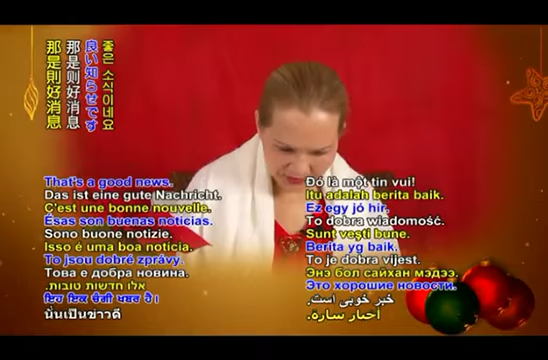 좋은 소식이네요
良い知らせです
那是则好消息
那是則好消息
That's a good news.
Das ist eine gute Nachricht.
C'est une bonne nouvelle.
Ésas son buenas noticias.
Sono buone notizie.
Isso é uma boa notícia.
To jsou dobré zprávy.
Това е добра новина.
אלו חדשות טובות.
ਇਹ ਇਕ ਚੰਗੀ ਖਬਰ ਹੈ।
นั่นเป็นข่าวดี
Đó là một tin vui!
Itu adalah berita baik.
Ez egy jó hír.
To dobra wiadomość.
Sunt veşti bune.
Berita yg baik.
To je dobra vijest.
Энэ бол сайхан мэдээ.
Это хорошие новости.
خبر خوبی است.
أخبار سارة.